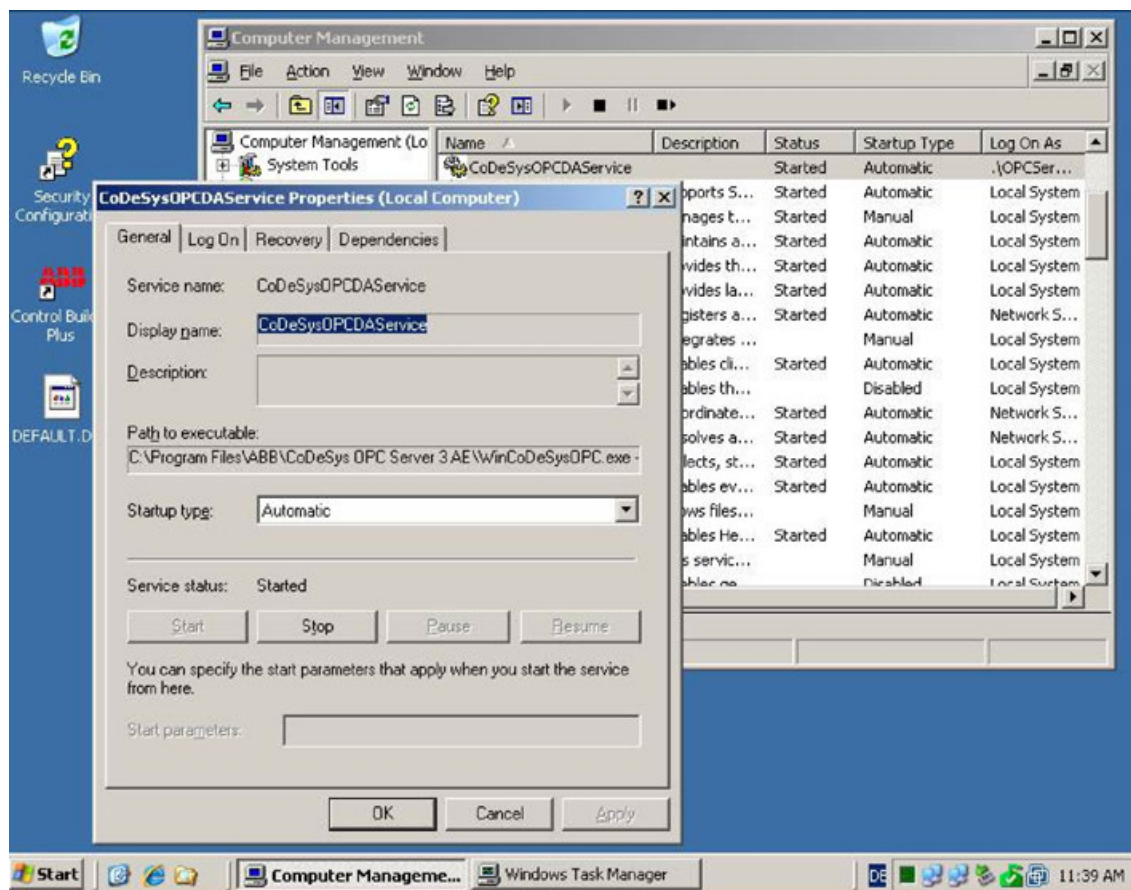 Recycle Bin
Security
Configurati
ABB
Control Buil
Plus
DEFAULT.D
Computer Management
File Action View Window Help
Computer Management (Lo
System Tools
Name Description Status Startup Type Log On As
CoDeSysOPCDAService Started Automatic .\OPCSer...
pports S... Started Automatic Local System
nages t... Started Manual Local System
intains a... Started Automatic Local System
vides th... Started Automatic Local System
vides la... Started Automatic Local System
gisters a... Started Automatic Network S...
egrates ... Manual Local System
ables cli... Started Automatic Local System
ables th... Disabled Local System
ordinate... Started Automatic Network S...
solves a... Started Automatic Network S...
llects, st... Started Automatic Local System
ables ev... Started Automatic Local System
ows files... Manual Local System
ables He... Started Automatic Local System
s servic... Manual Local System
ables ge Disabled Local System
CoDeSysOPCDAService Properties (Local Computer)
General Log On Recovery Dependencies
Service name: CoDeSysOPCDAService
Display name: CoDeSysOPCDAService
Description:
Path to executable:
C:\Program Files\ABB\CoDeSys OPC Server 3 AE\WinCoDeSysOPC.exe -
Startup type: Automatic
Service status: Started
Start Stop Pause Resume
You can specify the start parameters that apply when you start the service
from here.
Start parameters:
OK Cancel Apply
Start Computer Manageme... Windows Task Manager DE 11:39 AM